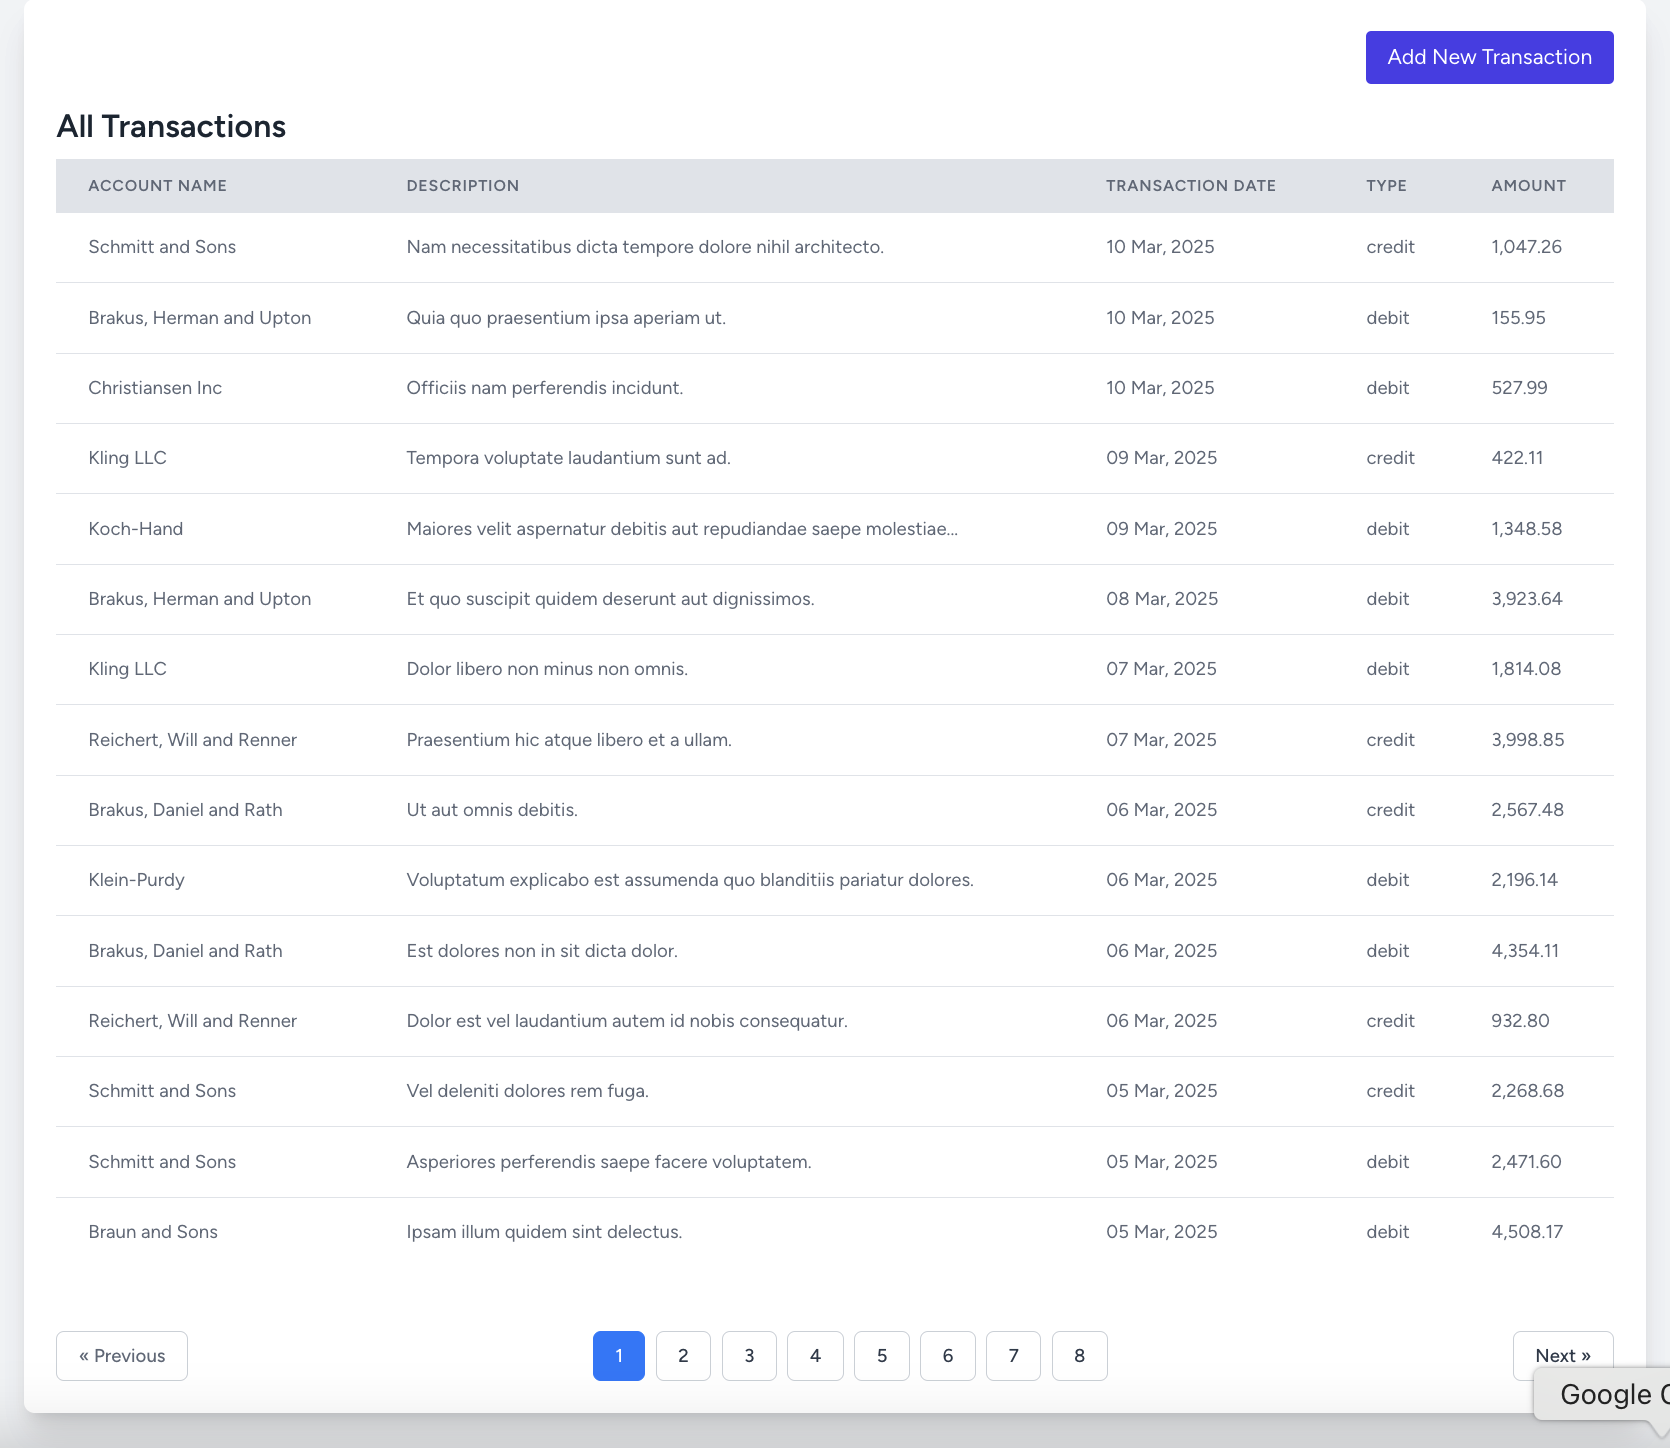 Add New Transaction
All Transactions
ACCOUNT NAME DESCRIPTION TRANSACTION DATE TYPE AMOUNT
Schmitt and Sons Nam necessitatibus dicta tempore dolore nihil architecto. 10 Mar, 2025 credit 1,047.26
Brakus, Herman and Upton Quia quo praesentium ipsa aperiam ut. 10 Mar, 2025 debit 155.95
Christiansen Inc Officiis nam perferendis incidunt. 10 Mar, 2025 debit 527.99
Kling LLC Tempora voluptate laudantium sunt ad. 09 Mar, 2025 credit 422.11
Koch-Hand Maiores velit aspernatur debitis aut repudiandae saepe molestiae... 09 Mar, 2025 debit 1,348.58
Brakus, Herman and Upton Et quo suscipit quidem deserunt aut dignissimos. 08 Mar, 2025 debit 3,923.64
Kling LLC Dolor libero non minus non omnis. 07 Mar, 2025 debit 1,814.08
Reichert, Will and Renner Praesentium hic atque libero et a ullam. 07 Mar, 2025 credit 3,998.85
Brakus, Daniel and Rath Ut aut omnis debitis. 06 Mar, 2025 credit 2,567.48
Klein-Purdy Voluptatum explicabo est assumenda quo blanditiis pariatur dolores. 06 Mar, 2025 debit 2,196.14
Brakus, Daniel and Rath Est dolores non in sit dicta dolor. 06 Mar, 2025 debit 4,354.11
Reichert, Will and Renner Dolor est vel laudantium autem id nobis consequatur. 06 Mar, 2025 credit 932.80
Schmitt and Sons Vel deleniti dolores rem fuga. 05 Mar, 2025 credit 2,268.68
Schmitt and Sons Asperiores perferendis saepe facere voluptatem. 05 Mar, 2025 debit 2,471.60
Braun and Sons Ipsam illum quidem sint delectus. 05 Mar, 2025 debit 4,508.17
« Previous 1 2 3 4 5 6 7 8 Next »
Google